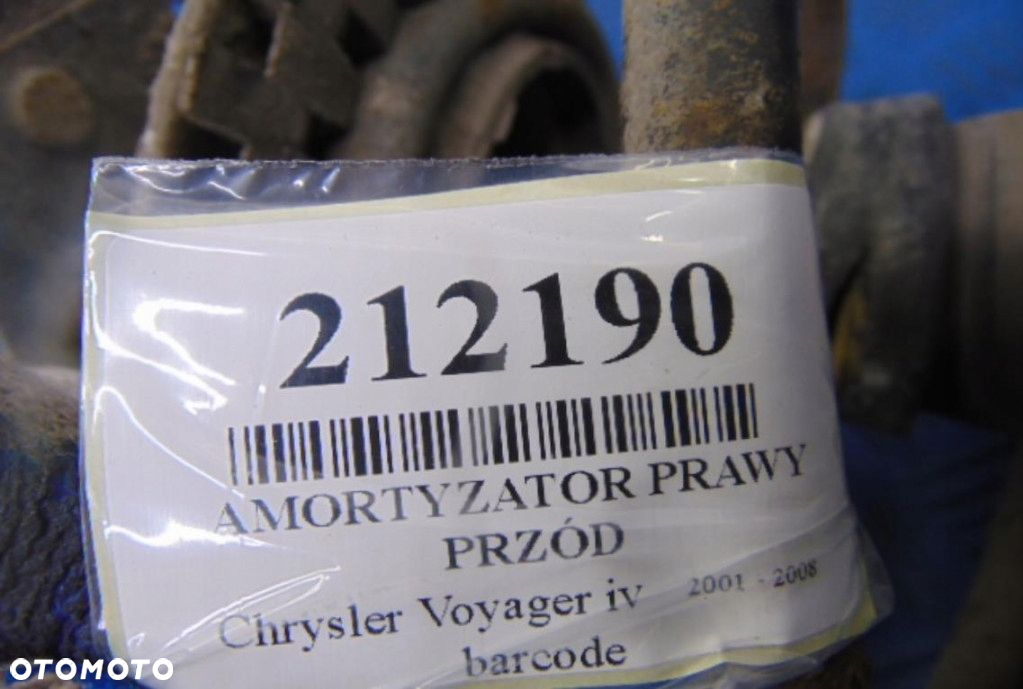 212190
AMORTYZATOR PRAWY
PRZÓD
Chrysler Voyager iv 2001 - 2008
barcode
OTOMOTO